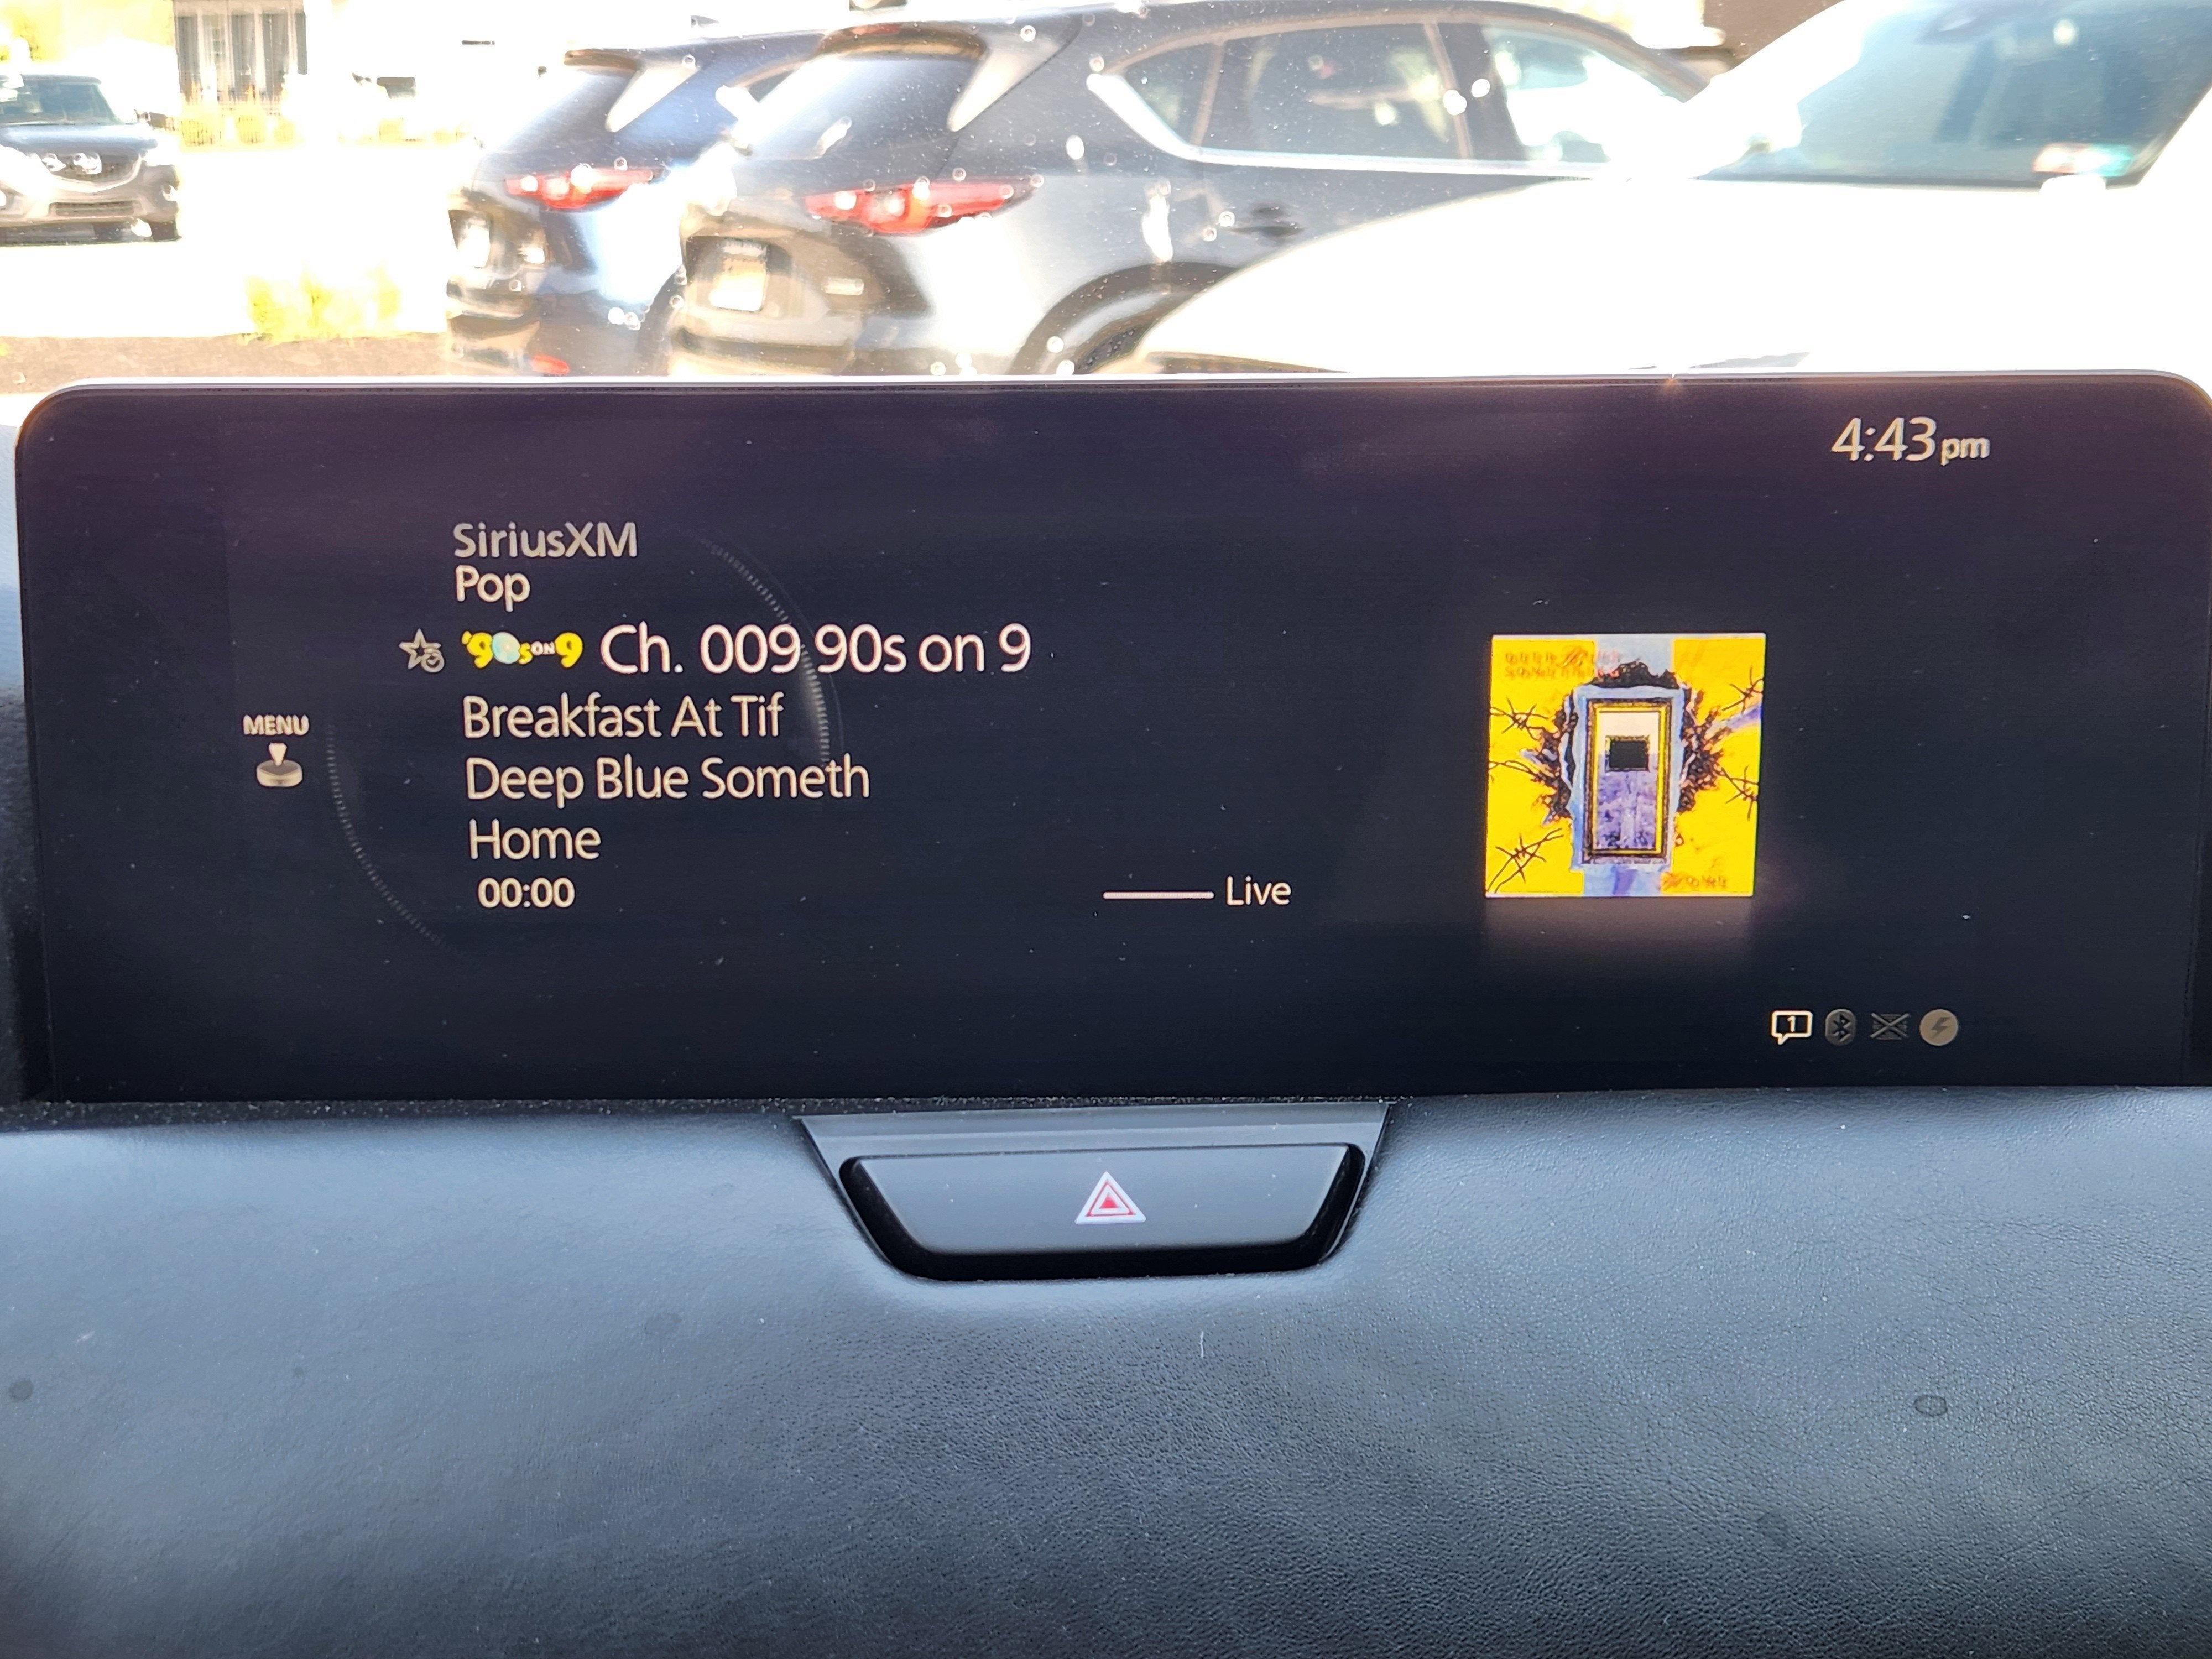 4:43pm
SiriusXM
Pop
'90s ON 9 Ch. 009 90s on 9
Breakfast At Tif
MENU
Deep Blue Someth
Home
00:00
Live
1